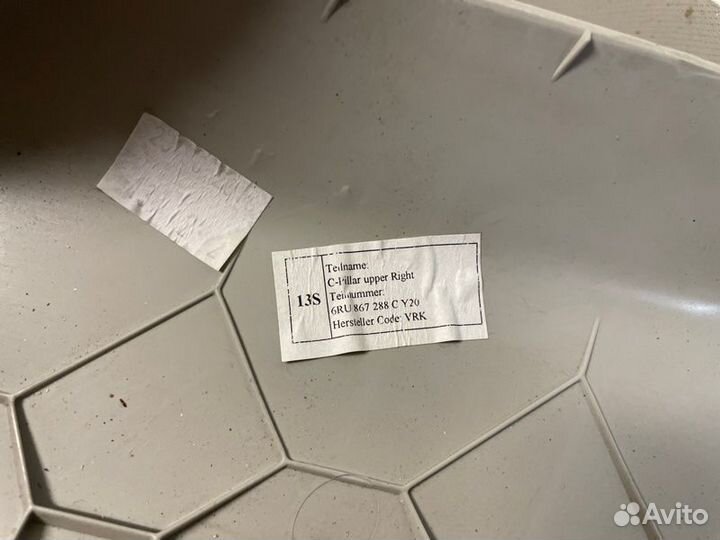 13S
Teilname:
C-Pillar upper Right
Teilnummer:
6RU 867 288 C Y20
Hersteller Code: VRK
Avito